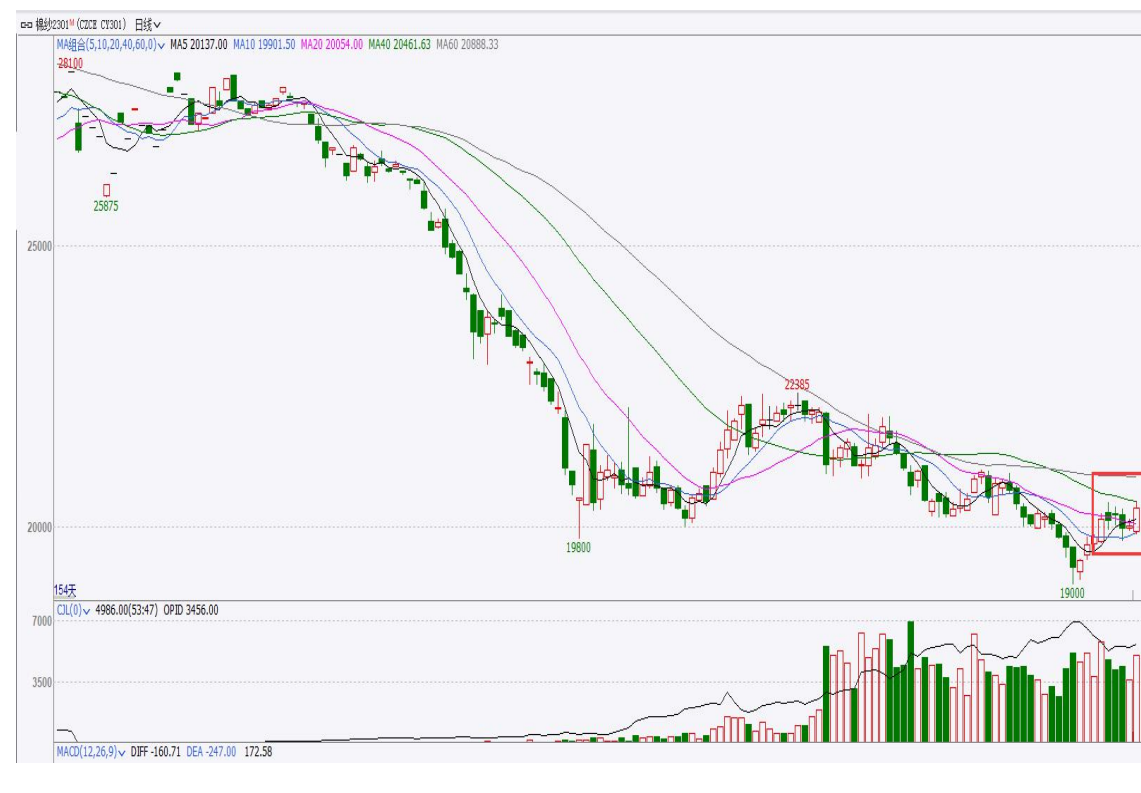 棉纱2301M (CZCE CY301) 日线
MA组合(5,10,20,40,60,0) MA5 20137.00 MA10 19901.50 MA20 20054.00 MA40 20461.63 MA60 20888.33
28100
25875
25000
22385
20000
19800
19000
154天
CJL(0) 4986.00(53:47) OPID 3456.00
7000
3500
MACD(12,26,9) DIFF -160.71 DEA -247.00 172.58